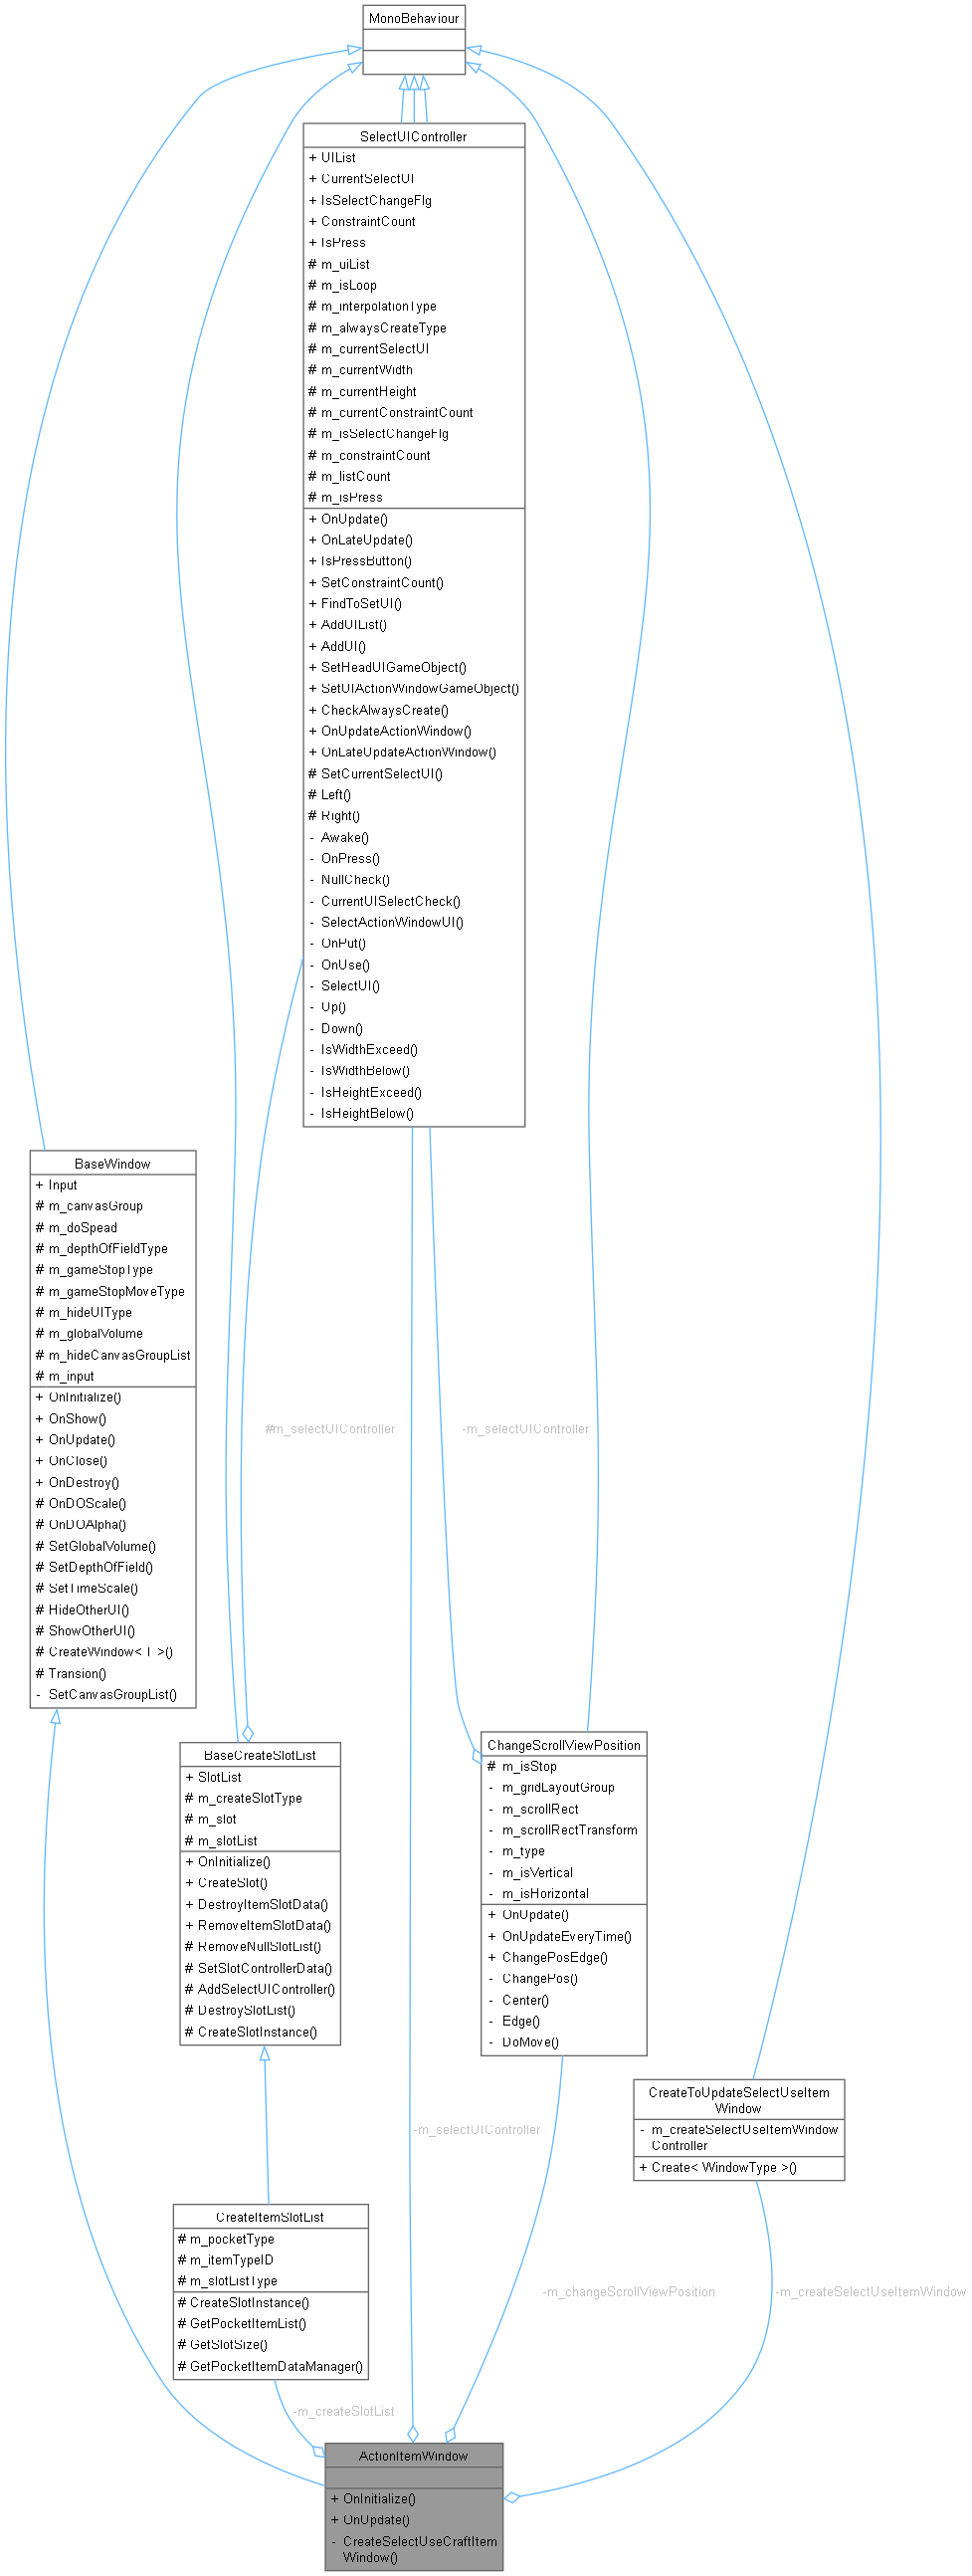 MonoBehaviour
SelectUIController
+ UIList
+ CurrentSelectUI
+ IsSelectChangeFlg
+ ConstraintCount
+ IsPress
# m_uiList
# m_isLoop
# m_interpolationType
# m_alwaysCreateType
# m_currentSelectUI
# m_currentWidth
# m_currentHeight
# m_currentConstraintCount
# m_isSelectChangeFlg
# m_constraintCount
# m_listCount
# m_isPress
+ OnUpdate()
+ OnLateUpdate()
+ IsPressButton()
+ SetConstraintCount()
+ FindToSetUI()
+ AddUIList()
+ AddUI()
+ SetHeadUIGameObject()
+ SetUIActionWindowGameObject()
+ CheckAlwaysCreate()
+ OnUpdateActionWindow()
+ OnLateUpdateActionWindow()
# SetCurrentSelectUI()
# Left()
# Right()
- Awake()
- OnPress()
- NullCheck()
- CurrentUISelectCheck()
- SelectActionWindowUI()
- OnPut()
- OnUse()
- SelectUI()
- Up()
- Down()
- IsWidthExceed()
- IsWidthBelow()
- IsHeightExceed()
- IsHeightBelow()
BaseWindow
+ Input
# m_canvasGroup
# m_doSpead
# m_depthOfFieldType
# m_gameStopType
# m_gameStopMoveType
# m_hideUIType
# m_globalVolume
# m_hideCanvasGroupList
# m_input
+ OnInitialize()
+ OnShow()
+ OnUpdate()
+ OnClose()
+ OnDestroy()
# OnDOScale()
# OnDOAlpha()
# SetGlobalVolume()
# SetDepthOfField()
# SetTimeScale()
# HideOtherUI()
# ShowOtherUI()
# CreateWindow< T >()
# Transion()
- SetCanvasGroupList()
#m_selectUIController
-m_selectUIController
BaseCreateSlotList
+ SlotList
# m_createSlotType
# m_slot
# m_slotList
+ OnInitialize()
+ CreateSlot()
+ DestroyItemSlotData()
+ RemoveItemSlotData()
# RemoveNullSlotList()
# SetSlotControllerData()
# AddSelectUIController()
# DestroySlotList()
# CreateSlotInstance()
ChangeScrollViewPosition
# m_isStop
- m_gridLayoutGroup
- m_scrollRect
- m_scrollRectTransform
- m_type
- m_isVertical
- m_isHorizontal
+ OnUpdate()
+ OnUpdateEveryTime()
+ ChangePosEdge()
- ChangePos()
- Center()
- Edge()
- DoMove()
CreateToUpdateSelectUseItem
Window
- m_createSelectUseItemWindow
Controller
+ Create< WindowType >()
-m_selectUIController
CreateItemSlotList
# m_pocketType
# m_itemTypeID
# m_slotListType
# CreateSlotInstance()
# GetPocketItemList()
# GetSlotSize()
# GetPocketItemDataManager()
-m_changeScrollViewPosition
-m_createSelectUseItemWindow
-m_createSlotList
ActionItemWindow
+ OnInitialize()
+ OnUpdate()
- CreateSelectUseCraftItem
Window()